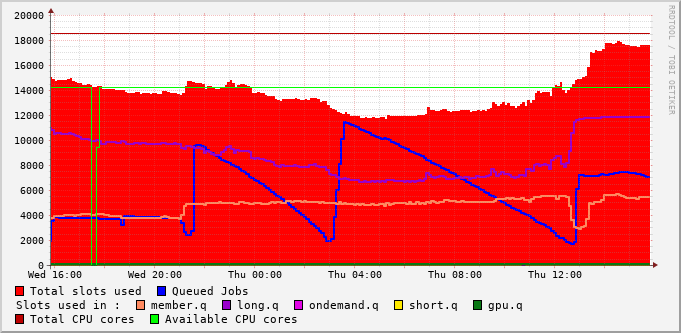 20000
18000
16000
14000
12000
10000
8000
6000
4000
2000
0
Wed 16:00 Wed 20:00 Thu 00:00 Thu 04:00 Thu 08:00 Thu 12:00
Total slots used Queued Jobs
Slots used in : member.q long.q ondemand.q short.q gpu.q
Total CPU cores Available CPU cores
RRDTOOL / TOBI OETIKER